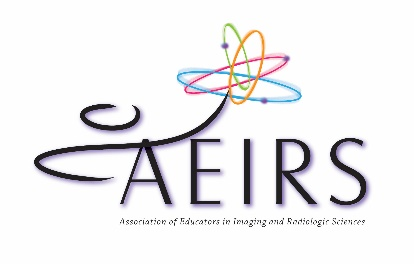 AEIRS
Association of Educators in Imaging and Radiologic Sciences